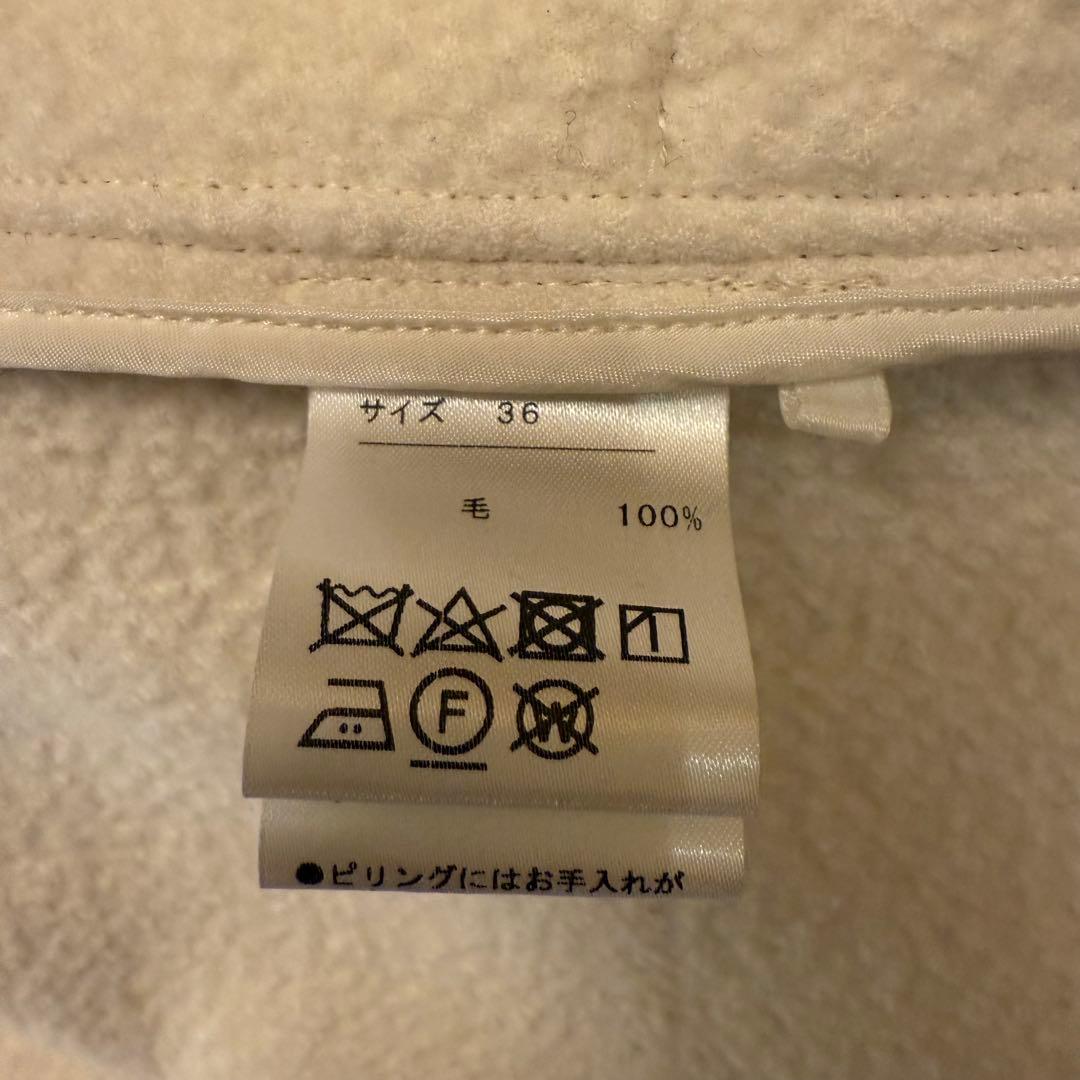 サイズ 36
毛 100%
F
W
●ピリングにはお手入れが